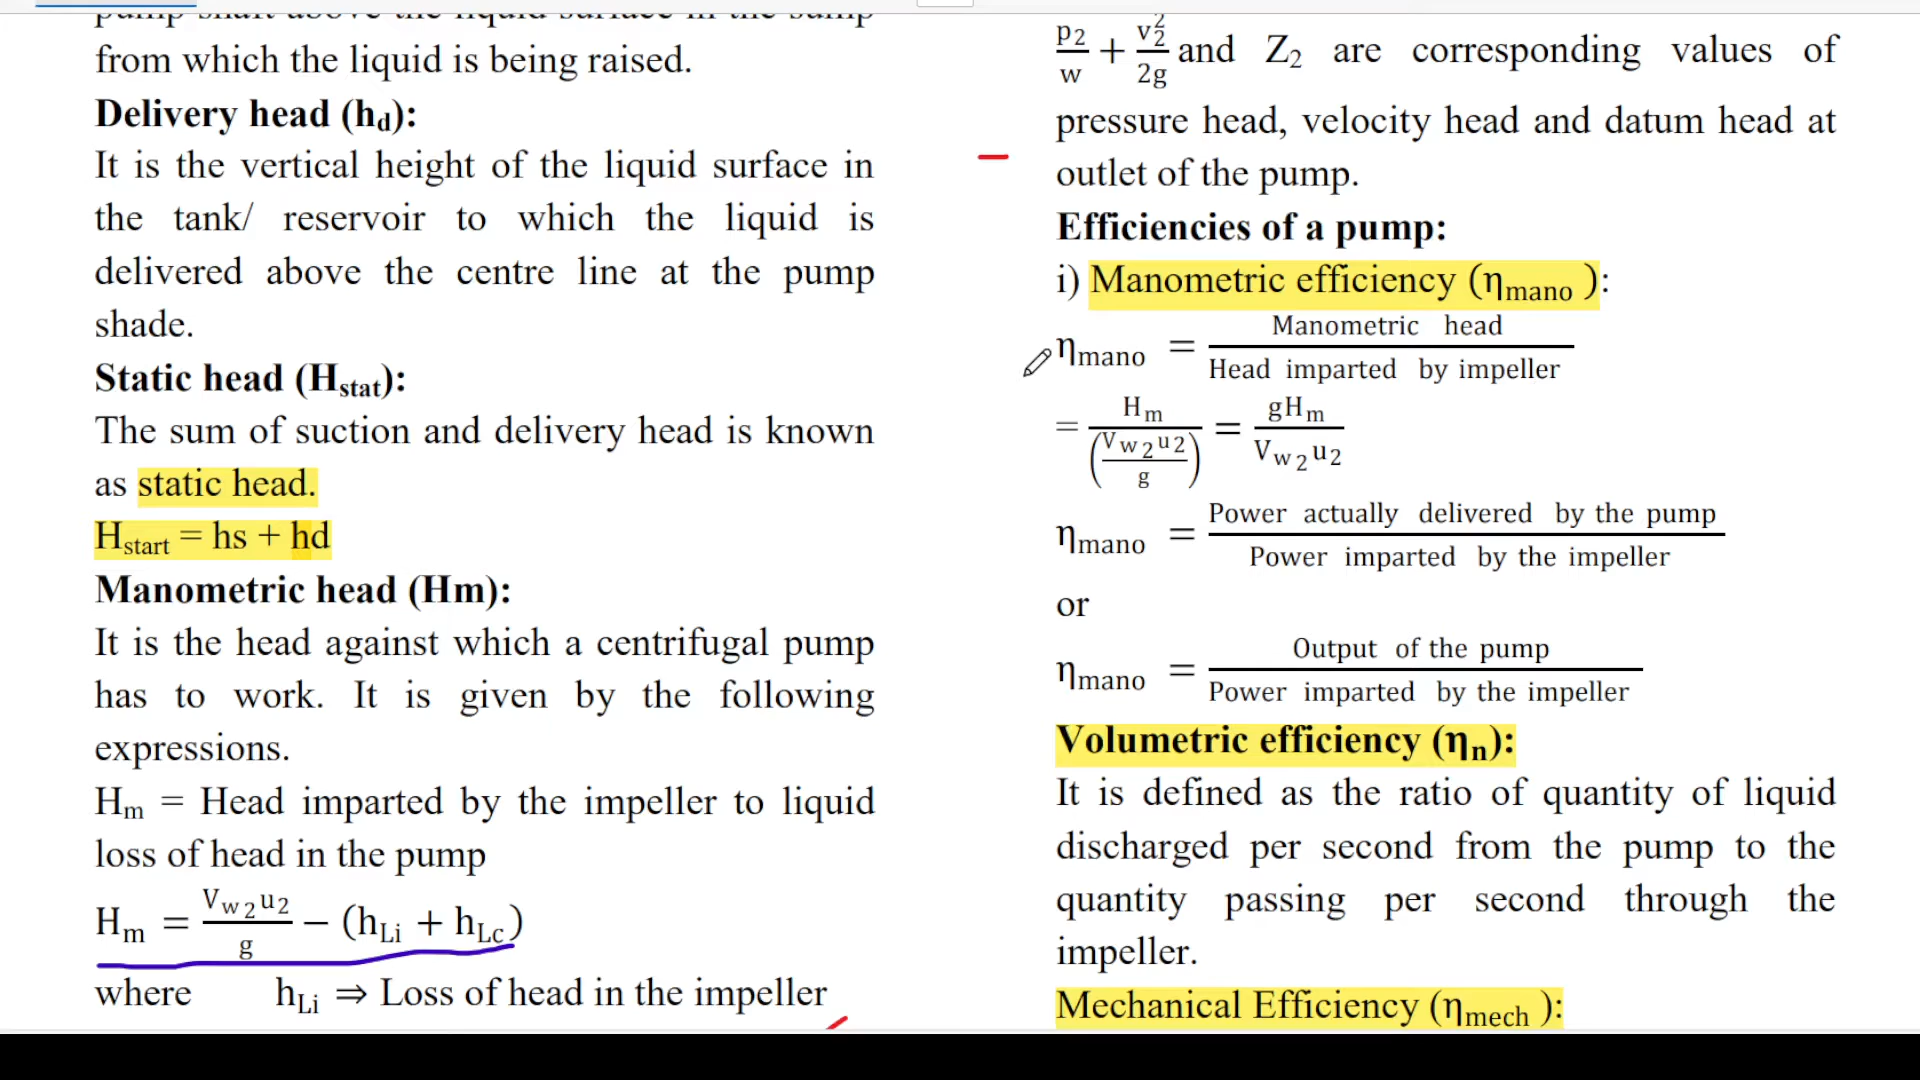 pump shaft above the liquid surface in the sump
from which the liquid is being raised.
Delivery head (hd):
It is the vertical height of the liquid surface in
the tank/ reservoir to which the liquid is
delivered above the centre line at the pump
shade.
Static head (Hstat):
The sum of suction and delivery head is known
as static head.
Hstart = hs + hd
Manometric head (Hm):
It is the head against which a centrifugal pump
has to work. It is given by the following
expressions.
Hm = Head imparted by the impeller to liquid
loss of head in the pump
Hm = Vw2u2/g − (hLi + hLc)
where hLi ⇒ Loss of head in the impeller
p2/w + v2²/2g and Z2 are corresponding values of
pressure head, velocity head and datum head at
outlet of the pump.
Efficiencies of a pump:
i) Manometric efficiency (ηmano ):
ηmano = Manometric head / Head imparted by impeller
= Hm/(Vw2u2/g) = gHm/Vw2u2
ηmano = Power actually delivered by the pump / Power imparted by the impeller
or
ηmano = Output of the pump / Power imparted by the impeller
Volumetric efficiency (ηn):
It is defined as the ratio of quantity of liquid
discharged per second from the pump to the
quantity passing per second through the
impeller.
Mechanical Efficiency (ηmech ):